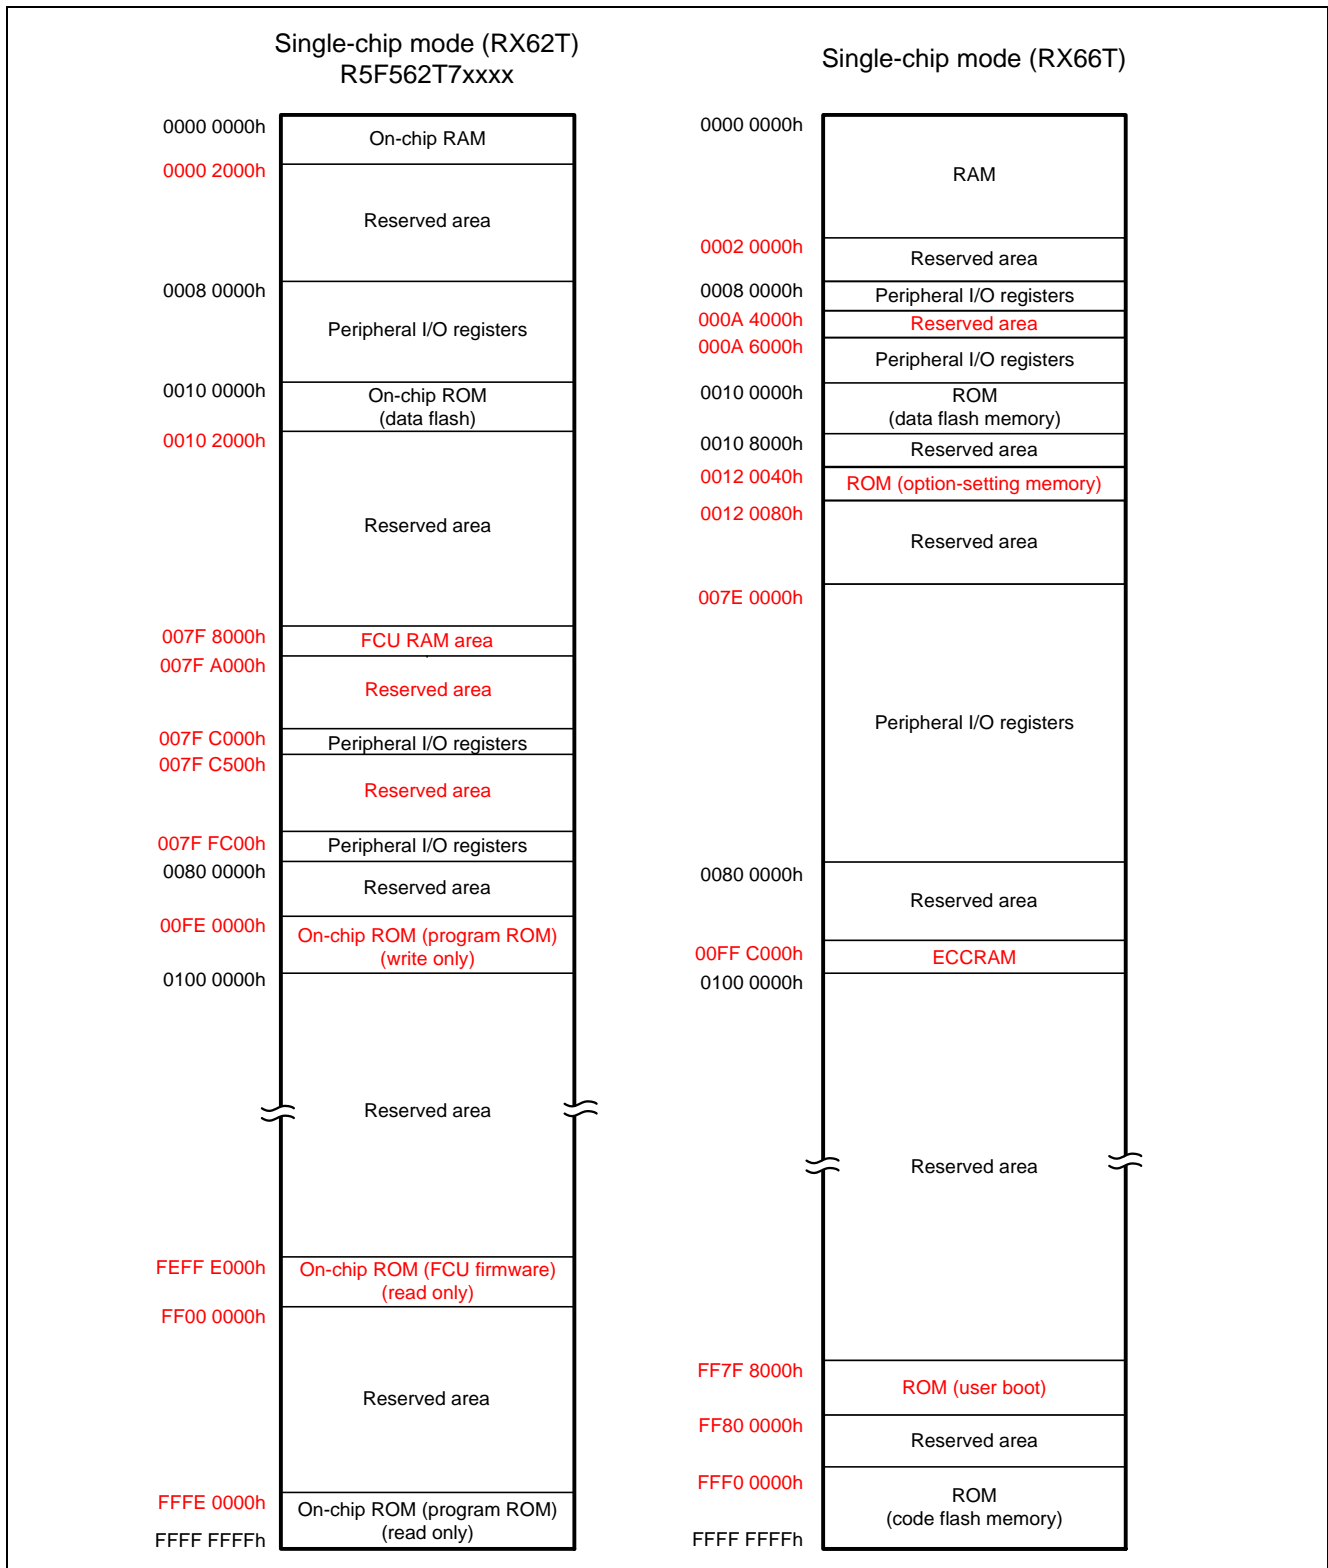 Single-chip mode (RX62T)
R5F562T7xxxx
0000 0000h
On-chip RAM
0000 2000h
Reserved area
0008 0000h
Peripheral I/O registers
0010 0000h
On-chip ROM
(data flash)
0010 2000h
Reserved area
007F 8000h
FCU RAM area
007F A000h
Reserved area
007F C000h
Peripheral I/O registers
007F C500h
Reserved area
007F FC00h
Peripheral I/O registers
0080 0000h
Reserved area
00FE 0000h
On-chip ROM (program ROM)
(write only)
0100 0000h
Reserved area
FEFF E000h
On-chip ROM (FCU firmware)
(read only)
FF00 0000h
Reserved area
FFFE 0000h
On-chip ROM (program ROM)
(read only)
FFFF FFFFh
Single-chip mode (RX66T)
0000 0000h
RAM
0002 0000h
Reserved area
0008 0000h
Peripheral I/O registers
000A 4000h
Reserved area
000A 6000h
Peripheral I/O registers
0010 0000h
ROM
(data flash memory)
0010 8000h
Reserved area
0012 0040h
ROM (option-setting memory)
0012 0080h
Reserved area
007E 0000h
Peripheral I/O registers
0080 0000h
Reserved area
00FF C000h
ECCRAM
0100 0000h
Reserved area
FF7F 8000h
ROM (user boot)
FF80 0000h
Reserved area
FFF0 0000h
ROM
(code flash memory)
FFFF FFFFh